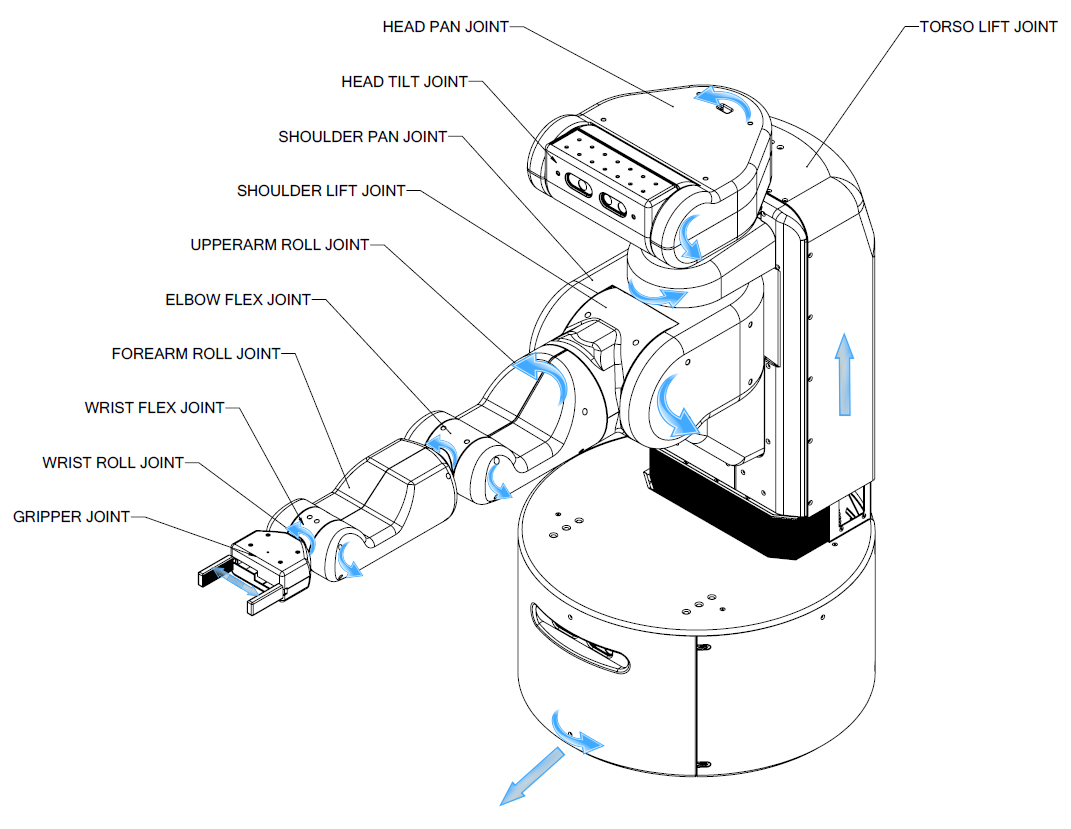 HEAD PAN JOINT
TORSO LIFT JOINT
HEAD TILT JOINT
SHOULDER PAN JOINT
SHOULDER LIFT JOINT
UPPERARM ROLL JOINT
ELBOW FLEX JOINT
FOREARM ROLL JOINT
WRIST FLEX JOINT
WRIST ROLL JOINT
GRIPPER JOINT